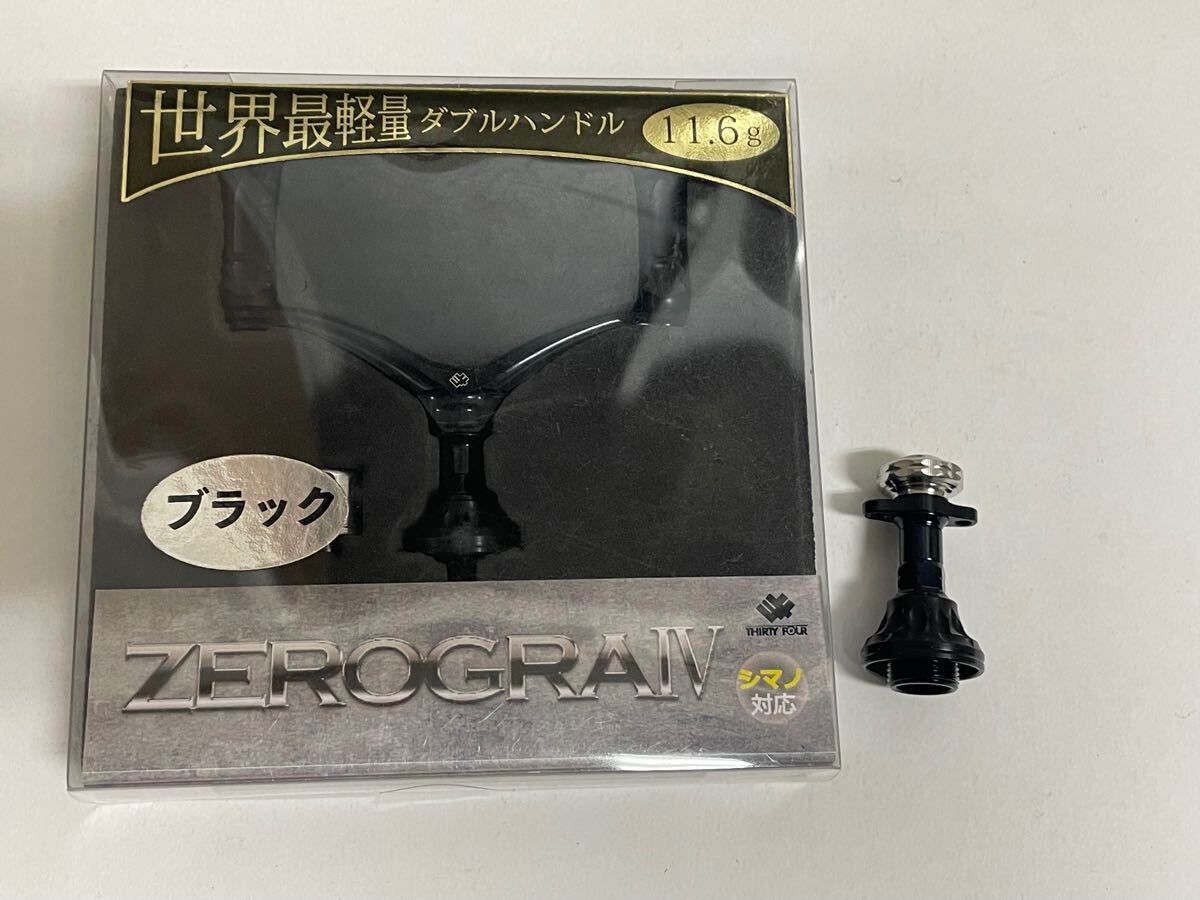 世界最軽量 ダブルハンドル 11.6g
ブラック
THIRTY FOUR
ZEROGRAIV
シマノ
対応